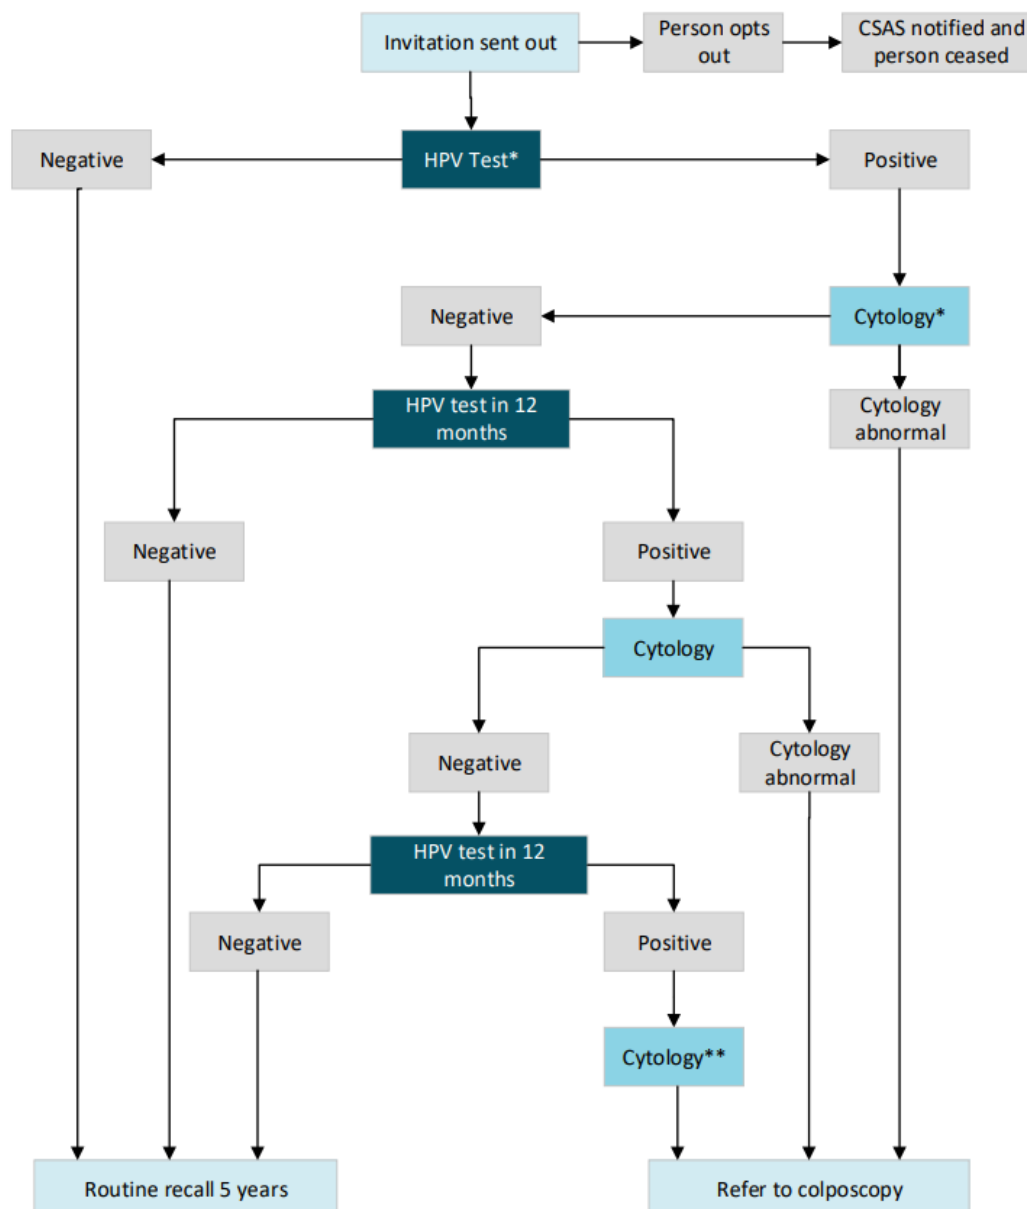 Invitation sent out
Person opts
out
CSAS notified and
person ceased
Negative
HPV Test*
Positive
Negative
Cytology*
HPV test in 12
months
Cytology
abnormal
Negative
Positive
Cytology
Negative
Cytology
abnormal
HPV test in 12
months
Negative
Positive
Cytology**
Routine recall 5 years
Refer to colposcopy